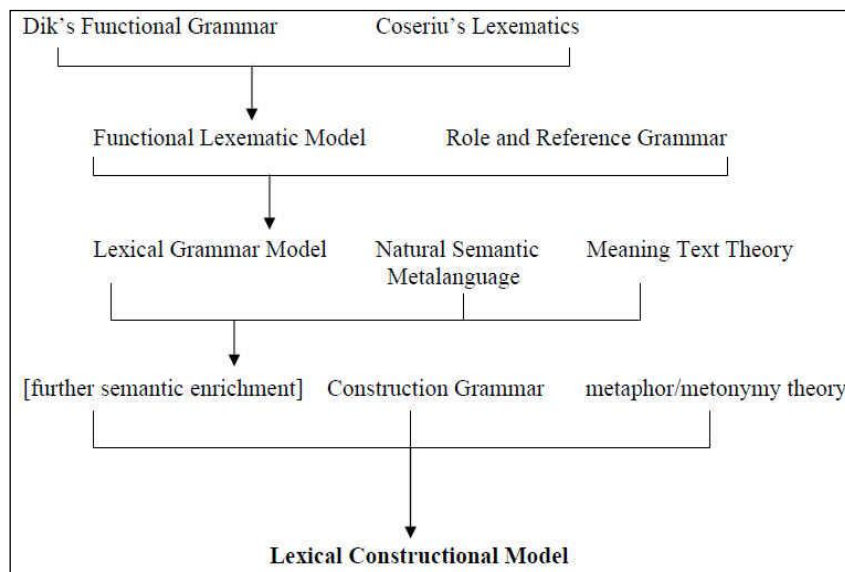 Dik's Functional Grammar Coseriu's Lexematics
Functional Lexematic Model Role and Reference Grammar
Lexical Grammar Model Natural Semantic Meaning Text Theory
Metalanguage
[further semantic enrichment] Construction Grammar metaphor/metonymy theory
Lexical Constructional Model